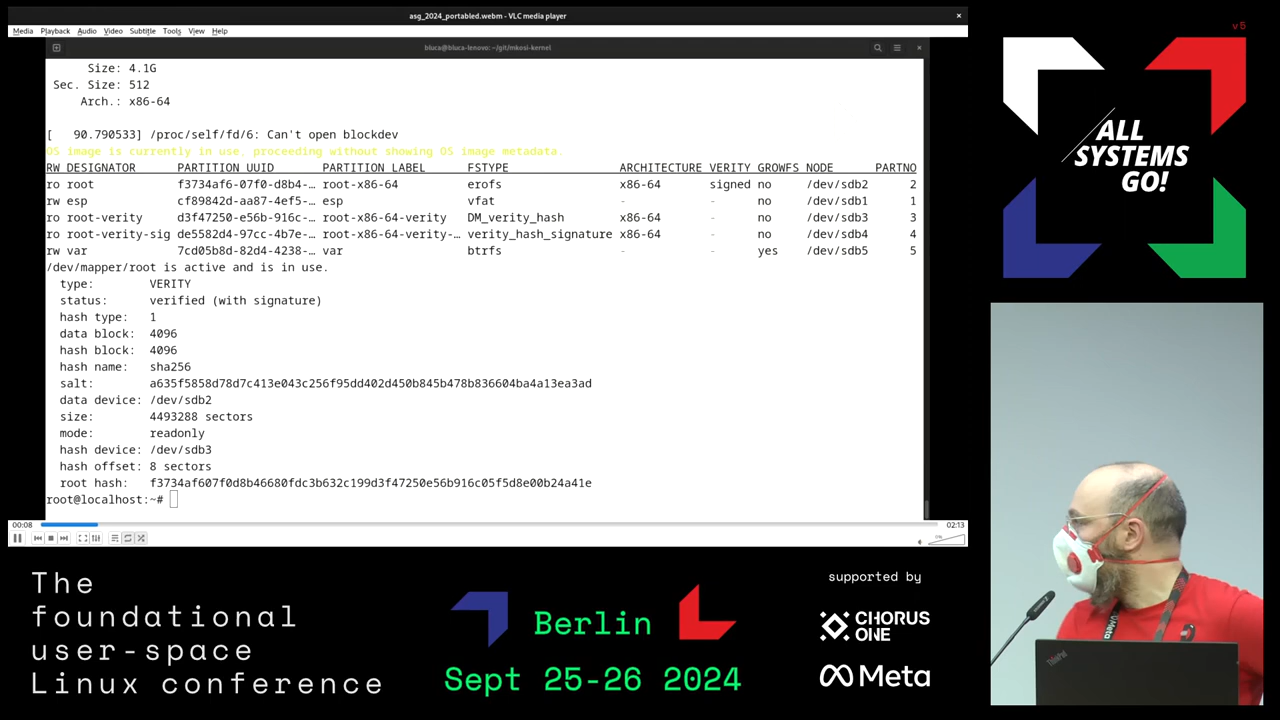 asg_2024_portabled.webm - VLC media player
Media Playback Audio Video Subtitle Tools View Help
bluca@bluca-lenovo: ~/git/mkosi-kernel
Size: 4.1G
Sec. Size: 512
Arch.: x86-64
[   90.790533] /proc/self/fd/6: Can't open blockdev
OS image is currently in use, proceeding without showing OS image metadata.
RW DESIGNATOR PARTITION UUID PARTITION LABEL FSTYPE ARCHITECTURE VERITY GROWFS NODE PARTNO
ro root f3734af6-07f0-d8b4-… root-x86-64 erofs x86-64 signed no /dev/sdb2 2
rw esp cf89842d-aa87-4ef5-… esp vfat - - no /dev/sdb1 1
ro root-verity d3f47250-e56b-916c-… root-x86-64-verity DM_verity_hash x86-64 - no /dev/sdb3 3
ro root-verity-sig de5582d4-97cc-4b7e-… root-x86-64-verity-… verity_hash_signature x86-64 - no /dev/sdb4 4
rw var 7cd05b8d-82d4-4238-… var btrfs - - yes /dev/sdb5 5
/dev/mapper/root is active and is in use.
type: VERITY
status: verified (with signature)
hash type: 1
data block: 4096
hash block: 4096
hash name: sha256
salt: a635f5858d78d7c413e043c256f95dd402d450b845b478b836604ba4a13ea3ad
data device: /dev/sdb2
size: 4493288 sectors
mode: readonly
hash device: /dev/sdb3
hash offset: 8 sectors
root hash: f3734af607f0d8b46680fdc3b632c199d3f47250e56b916c05f5d8e00b24a41e
root@localhost:~#
00:08 02:13
v5
ALL
SYSTEMS
GO!
ThinkPad
Meta
The
foundational
user-space
Linux conference
Berlin
Sept 25-26 2024
supported by
CHORUS
ONE
Meta